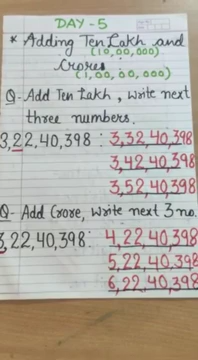 DAY - 5
* Adding Ten Lakh and
(10,00,000)
Crore:
(1,00,00,000)
Q- Add Ten Lakh, write next
three numbers.
3,22,40,398 : 3,32,40,398
3,42,40,398
3,52,40,398
Q- Add Crore, Write next 3 no.
3,22,40,398: 4,22,40,398
5,22,40,398
6,22,40,398